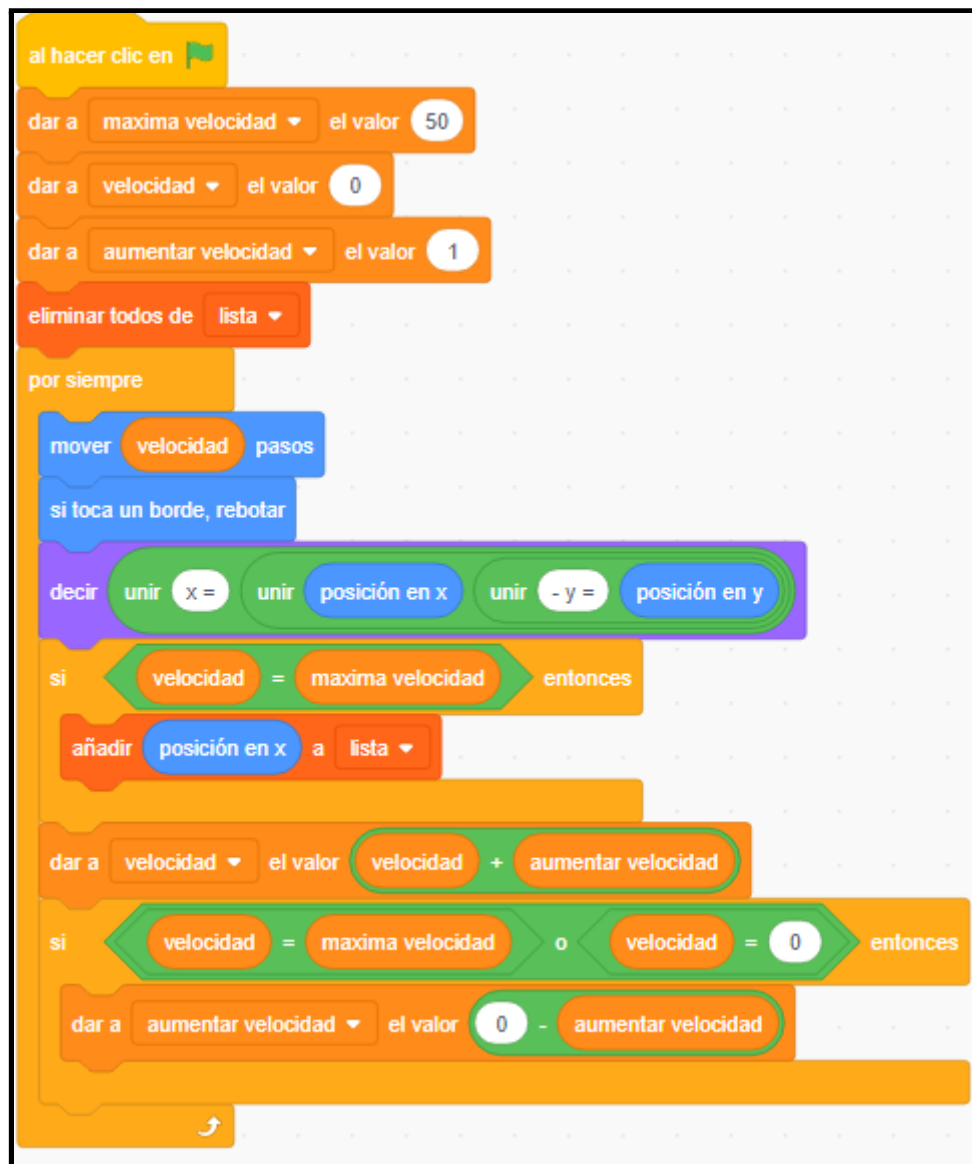 al hacer clic en
dar a maxima velocidad el valor 50
dar a velocidad el valor 0
dar a aumentar velocidad el valor 1
eliminar todos de lista
por siempre
mover velocidad pasos
si toca un borde, rebotar
decir unir x = unir posición en x unir - y = posición en y
si velocidad = maxima velocidad entonces
añadir posición en x a lista
dar a velocidad el valor velocidad + aumentar velocidad
si velocidad = maxima velocidad o velocidad = 0 entonces
dar a aumentar velocidad el valor 0 - aumentar velocidad